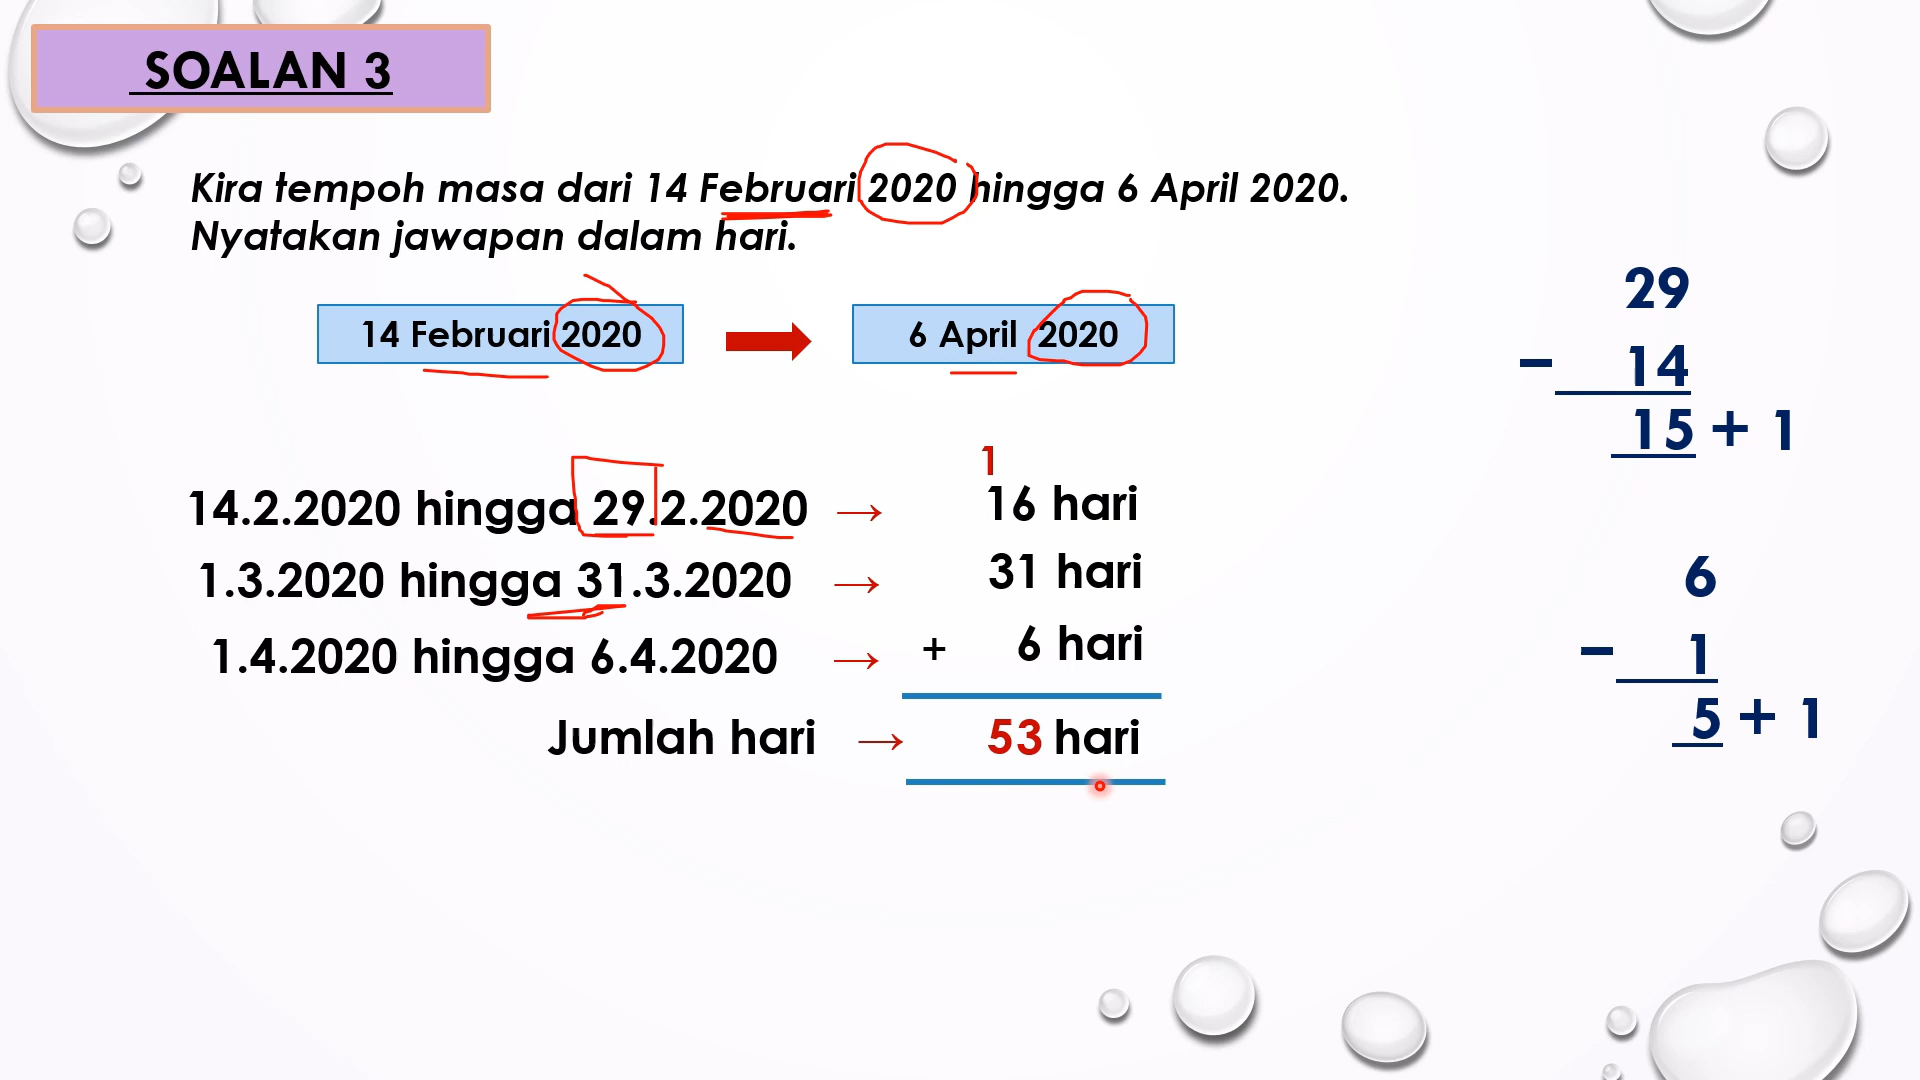 SOALAN 3
Kira tempoh masa dari 14 Februari 2020 hingga 6 April 2020.
Nyatakan jawapan dalam hari.
14 Februari 2020
6 April 2020
1
14.2.2020 hingga 29.2.2020 → 16 hari
1.3.2020 hingga 31.3.2020 → 31 hari
1.4.2020 hingga 6.4.2020 → + 6 hari
Jumlah hari → 53 hari
29
− 14
15 + 1
6
− 1
5 + 1